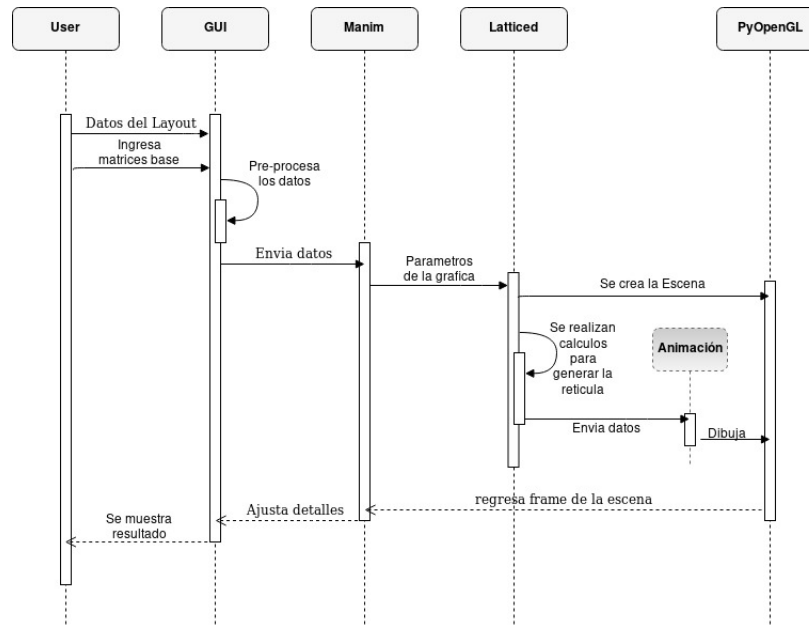 User
GUI
Manim
Latticed
PyOpenGL
Datos del Layout
Ingresa
matrices base
Pre-procesa
los datos
Envia datos
Parametros
de la grafica
Se crea la Escena
Se realizan
calculos
para
generar la
reticula
Animación
Envia datos
Dibuja
regresa frame de la escena
Ajusta detalles
Se muestra
resultado